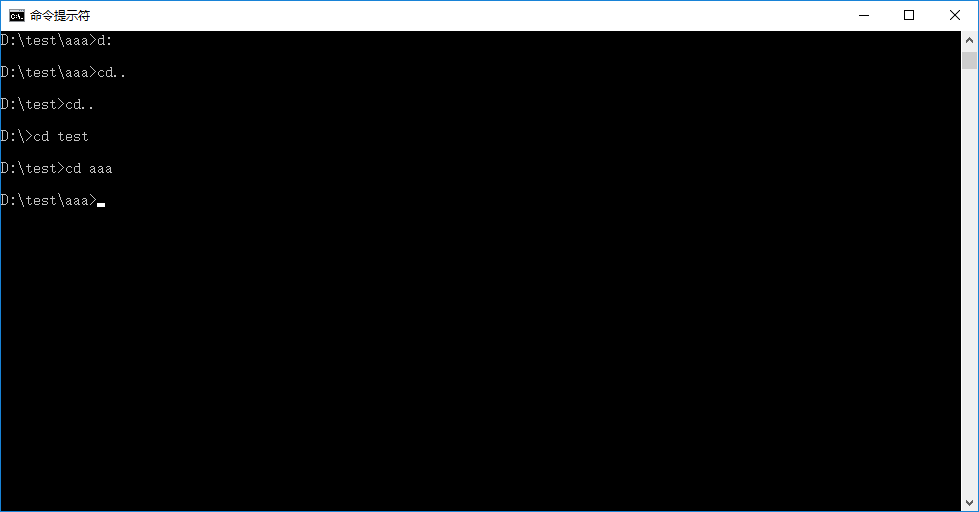 命令提示符
D:\test\aaa>d:
D:\test\aaa>cd..
D:\test>cd..
D:\>cd test
D:\test>cd aaa
D:\test\aaa>